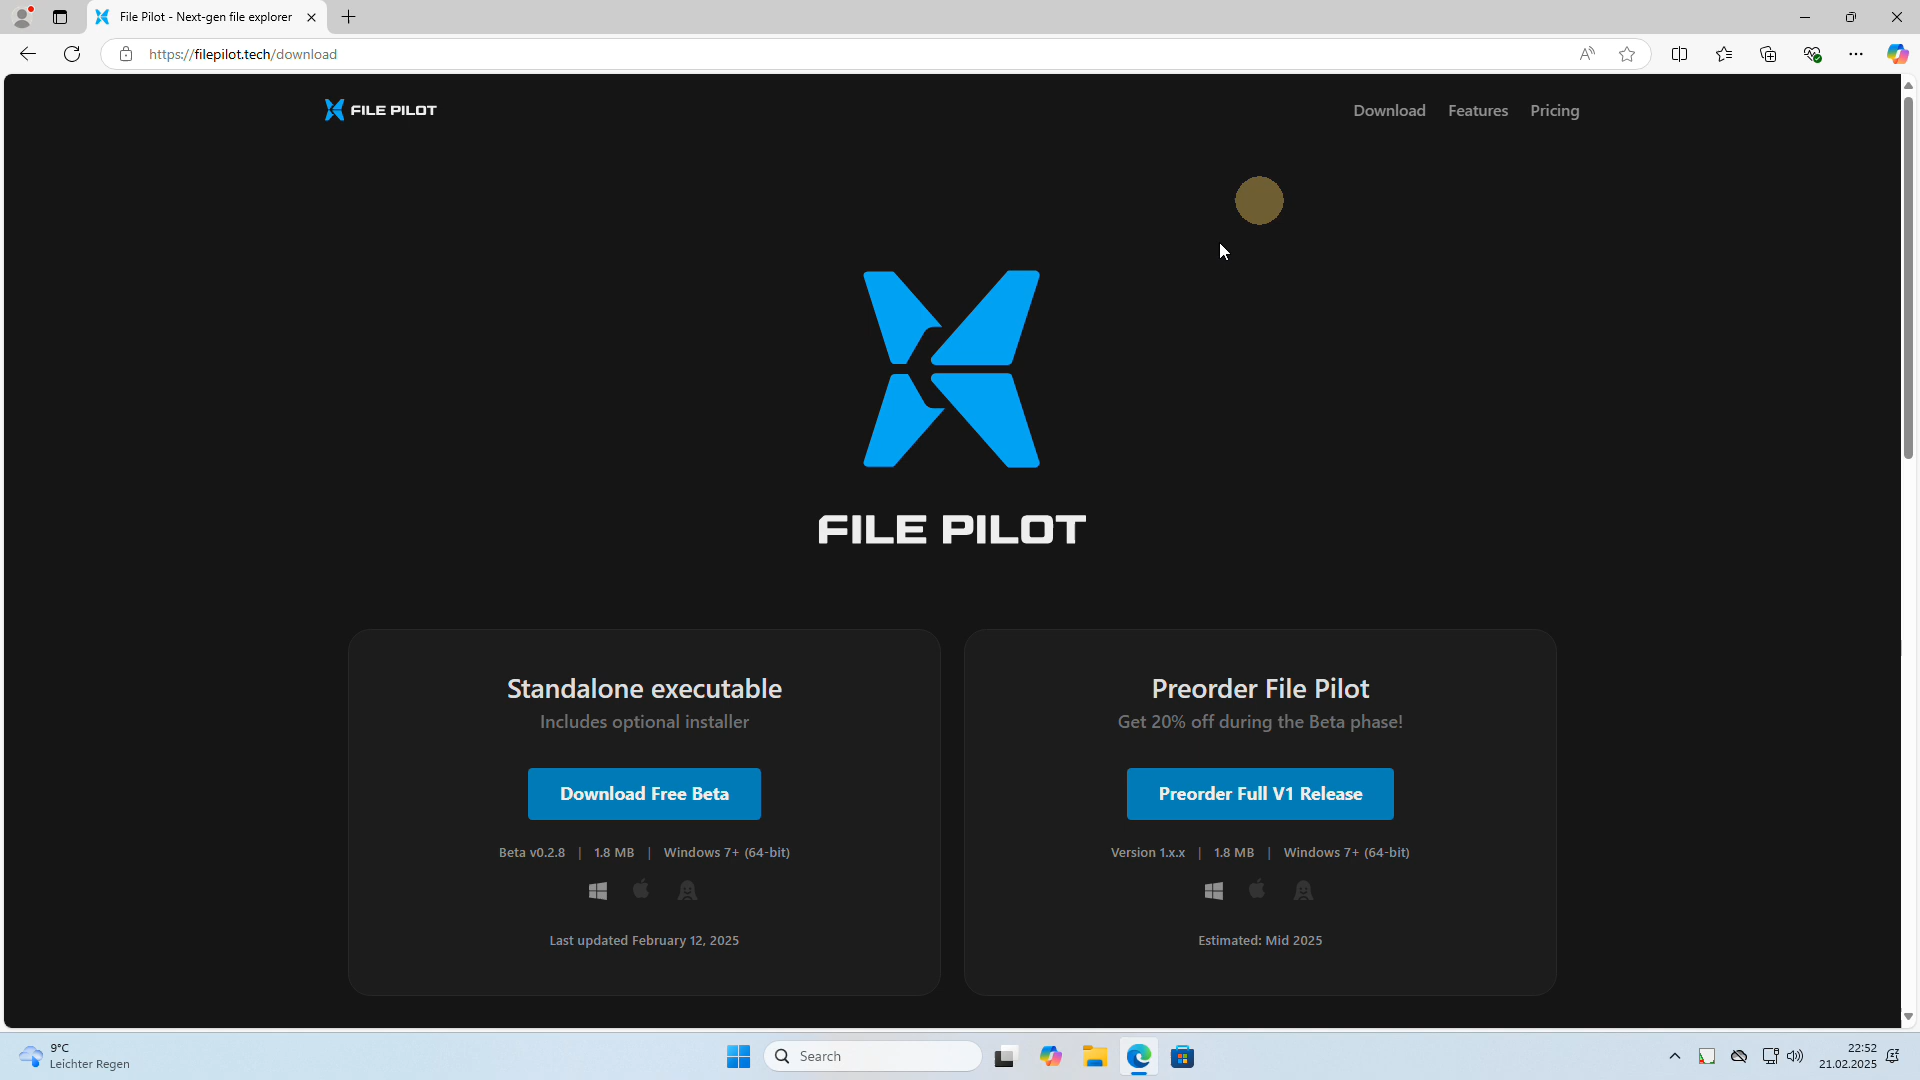 File Pilot - Next-gen file explorer
https://filepilot.tech/download
FILE PILOT
Download Features Pricing
FILE PILOT
Standalone executable
Includes optional installer
Download Free Beta
Beta v0.2.8 | 1.8 MB | Windows 7+ (64-bit)
Last updated February 12, 2025
Preorder File Pilot
Get 20% off during the Beta phase!
Preorder Full V1 Release
Version 1.x.x | 1.8 MB | Windows 7+ (64-bit)
Estimated: Mid 2025
9°C
Leichter Regen
Search
22:52
21.02.2025